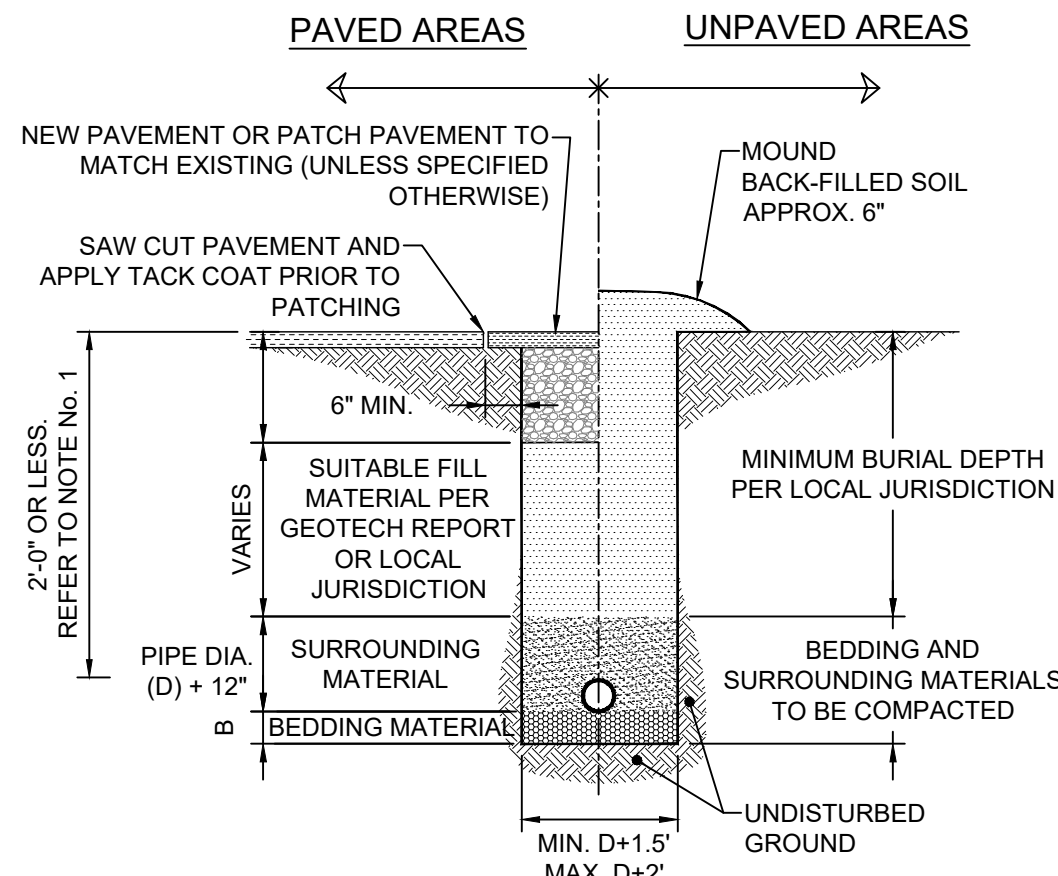 PAVED AREAS
UNPAVED AREAS
NEW PAVEMENT OR PATCH PAVEMENT TO
MATCH EXISTING (UNLESS SPECIFIED
OTHERWISE)
MOUND
BACK-FILLED SOIL
APPROX. 6"
SAW CUT PAVEMENT AND
APPLY TACK COAT PRIOR TO
PATCHING
6" MIN.
2'-0" OR LESS.
REFER TO NOTE No. 1
VARIES
SUITABLE FILL
MATERIAL PER
GEOTECH REPORT
OR LOCAL
JURISDICTION
MINIMUM BURIAL DEPTH
PER LOCAL JURISDICTION
PIPE DIA.
(D) + 12"
SURROUNDING
MATERIAL
BEDDING AND
SURROUNDING MATERIALS
TO BE COMPACTED
B
BEDDING MATERIAL
UNDISTURBED
GROUND
MIN. D+1.5'
MAX. D+2'